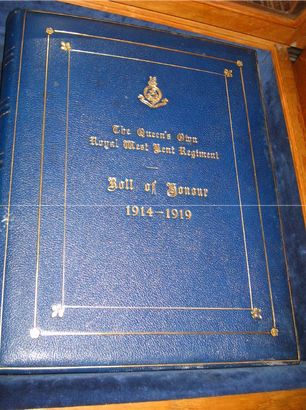 The Queen's Own
Royal West Kent Regiment
Roll of Honour
1914-1919